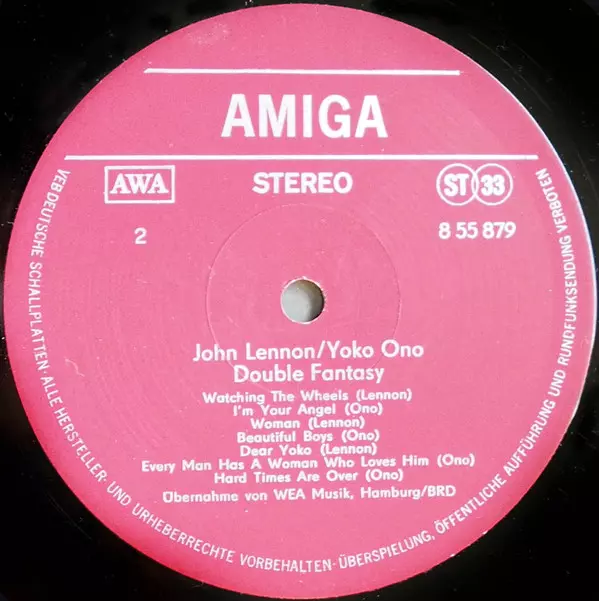 AMIGA
AWA
STEREO
ST 33
2
8 55 879
John Lennon/Yoko Ono
Double Fantasy
Watching The Wheels (Lennon)
I'm Your Angel (Ono)
Woman (Lennon)
Beautiful Boys (Ono)
Dear Yoko (Lennon)
Every Man Has A Woman Who Loves Him (Ono)
Hard Times Are Over (Ono)
Übernahme von WEA Musik, Hamburg/BRD
VEB DEUTSCHE SCHALLPLATTEN · ALLE HERSTELLER- UND URHEBERRECHTE VORBEHALTEN · ÜBERSPIELUNG, ÖFFENTLICHE AUFFÜHRUNG UND RUNDFUNKSENDUNG VERBOTEN